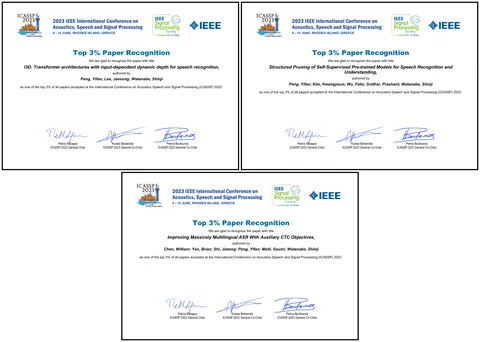 ICASSP
2023
2023 IEEE International Conference on
Acoustics, Speech and Signal Processing
4 - 10 JUNE, RHODES ISLAND, GREECE
IEEE
Signal
Processing
Society
IEEE
Top 3% Paper Recognition
We are glad to recognize the paper with title
I3D: Transformer architectures with input-dependent dynamic depth for speech recognition,
authored by
Peng, Yifan; Lee, Jaesong; Watanabe, Shinji
as one of the top 3% of all papers accepted at the International Conference on Acoustics Speech and Signal Processing (ICASSP) 2023
Petros Maragos
ICASSP 2023 General Chair
Kostas Berberidis
ICASSP 2023 General Co-Chair
Petros Boufounos
ICASSP 2023 General Co-Chair
ICASSP
2023
2023 IEEE International Conference on
Acoustics, Speech and Signal Processing
4 - 10 JUNE, RHODES ISLAND, GREECE
IEEE
Signal
Processing
Society
IEEE
Top 3% Paper Recognition
We are glad to recognize the paper with title
Structured Pruning of Self-Supervised Pre-trained Models for Speech Recognition and
Understanding,
authored by
Peng, Yifan; Kim, Kwangyoun; Wu, Felix; Sridhar, Prashant; Watanabe, Shinji
as one of the top 3% of all papers accepted at the International Conference on Acoustics Speech and Signal Processing (ICASSP) 2023
Petros Maragos
ICASSP 2023 General Chair
Kostas Berberidis
ICASSP 2023 General Co-Chair
Petros Boufounos
ICASSP 2023 General Co-Chair
ICASSP
2023
2023 IEEE International Conference on
Acoustics, Speech and Signal Processing
4 - 10 JUNE, RHODES ISLAND, GREECE
IEEE
Signal
Processing
Society
IEEE
Top 3% Paper Recognition
We are glad to recognize the paper with title
Improving Massively Multilingual ASR With Auxiliary CTC Objectives,
authored by
Chen, William; Yan, Brian; Shi, Jiatong; Peng, Yifan; Maiti, Soumi; Watanabe, Shinji
as one of the top 3% of all papers accepted at the International Conference on Acoustics Speech and Signal Processing (ICASSP) 2023
Petros Maragos
ICASSP 2023 General Chair
Kostas Berberidis
ICASSP 2023 General Co-Chair
Petros Boufounos
ICASSP 2023 General Co-Chair